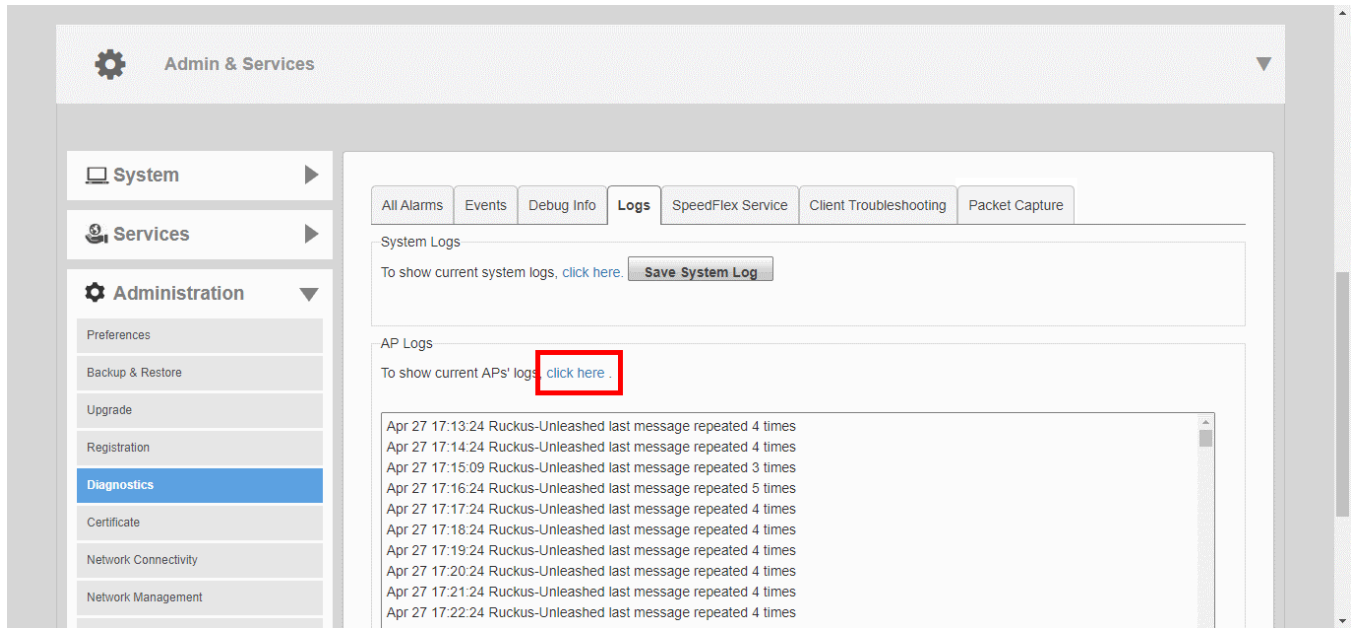 Admin & Services
System
Services
Administration
Preferences
Backup & Restore
Upgrade
Registration
Diagnostics
Certificate
Network Connectivity
Network Management
All Alarms Events Debug Info Logs SpeedFlex Service Client Troubleshooting Packet Capture
System Logs
To show current system logs, click here. Save System Log
AP Logs
To show current APs' logs, click here .
Apr 27 17:13:24 Ruckus-Unleashed last message repeated 4 times
Apr 27 17:14:24 Ruckus-Unleashed last message repeated 4 times
Apr 27 17:15:09 Ruckus-Unleashed last message repeated 3 times
Apr 27 17:16:24 Ruckus-Unleashed last message repeated 5 times
Apr 27 17:17:24 Ruckus-Unleashed last message repeated 4 times
Apr 27 17:18:24 Ruckus-Unleashed last message repeated 4 times
Apr 27 17:19:24 Ruckus-Unleashed last message repeated 4 times
Apr 27 17:20:24 Ruckus-Unleashed last message repeated 4 times
Apr 27 17:21:24 Ruckus-Unleashed last message repeated 4 times
Apr 27 17:22:24 Ruckus-Unleashed last message repeated 4 times